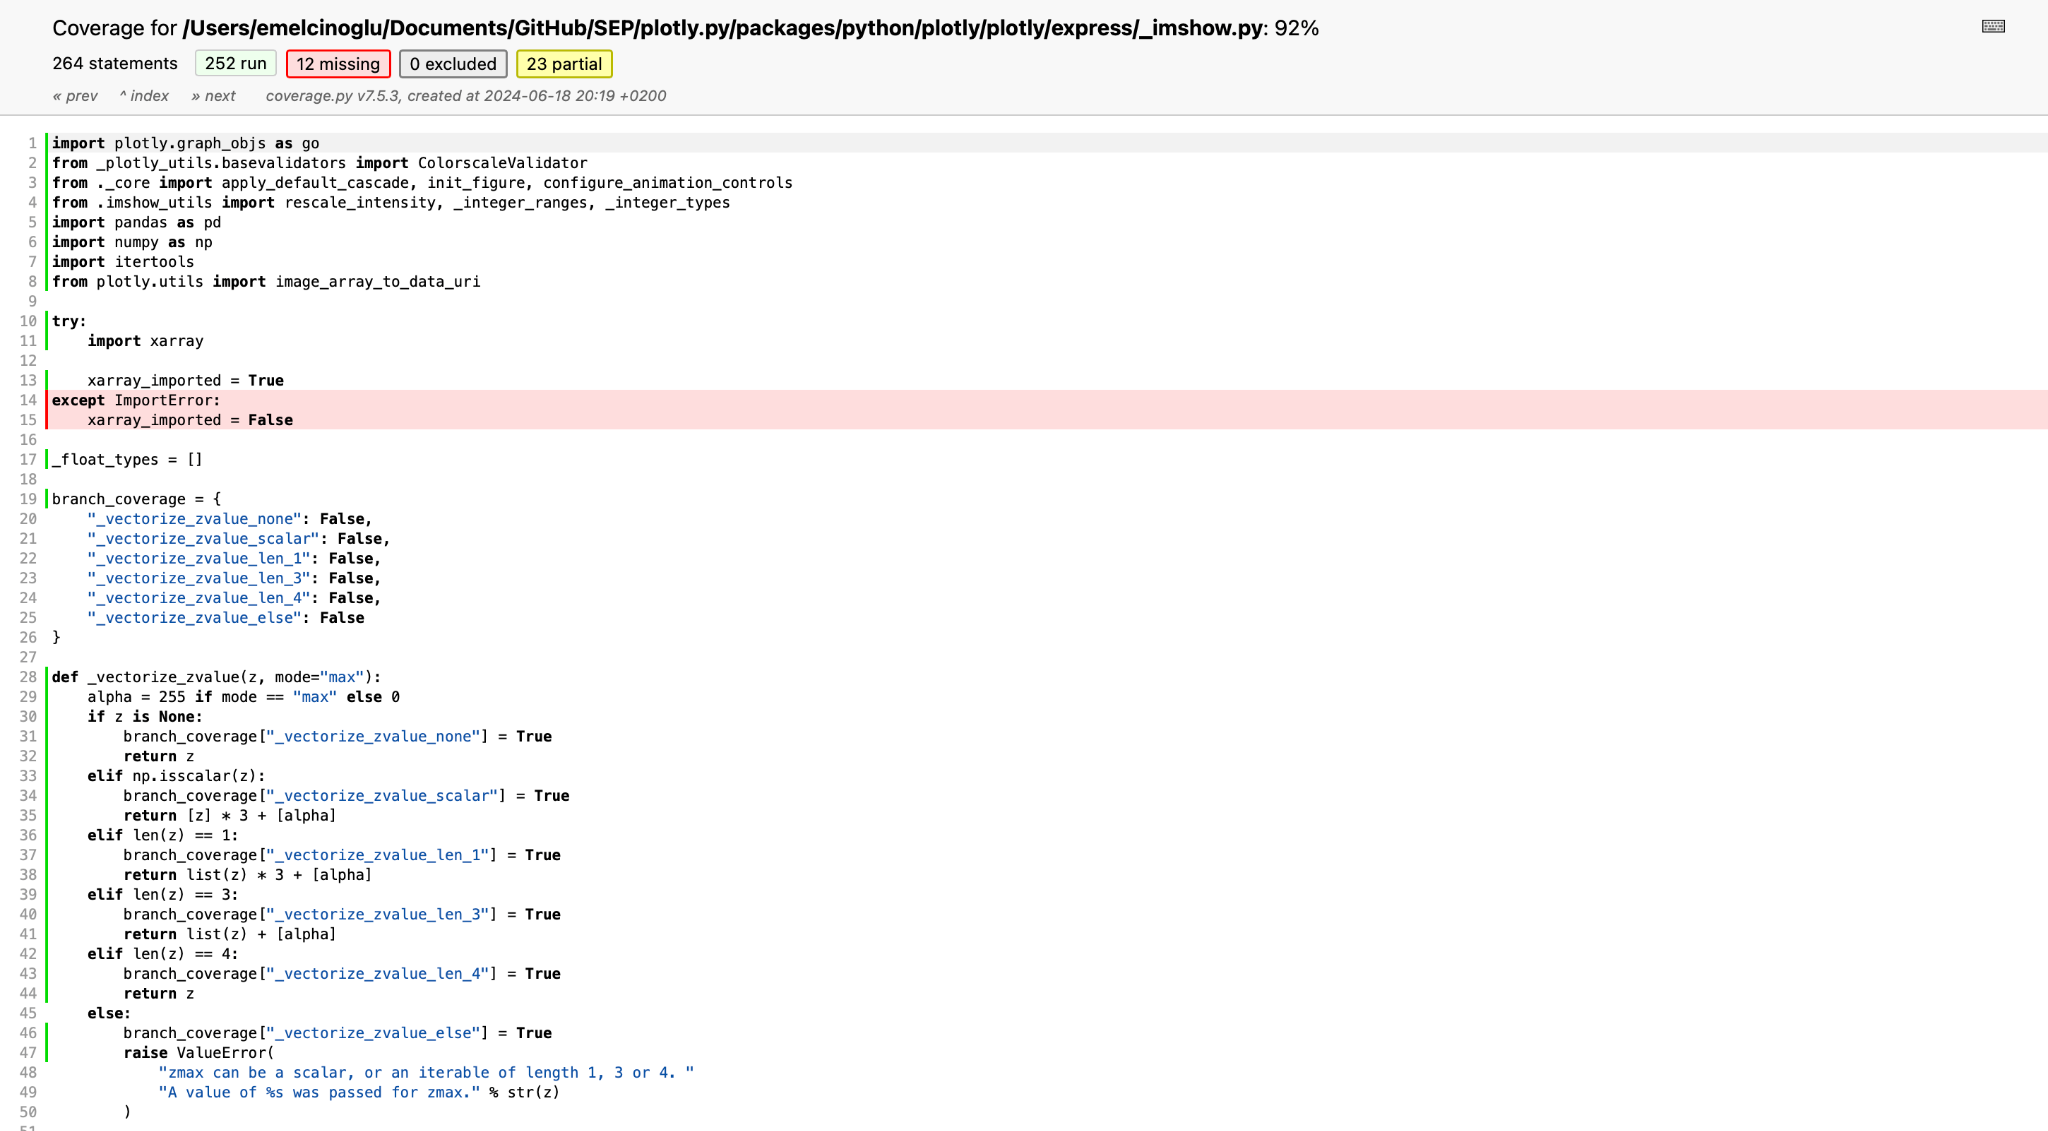 Coverage for /Users/emelcinoglu/Documents/GitHub/SEP/plotly.py/packages/python/plotly/plotly/express/_imshow.py: 92%
264 statements 252 run 12 missing 0 excluded 23 partial
« prev ^ index » next coverage.py v7.5.3, created at 2024-06-18 20:19 +0200
1 import plotly.graph_objs as go
2 from _plotly_utils.basevalidators import ColorscaleValidator
3 from ._core import apply_default_cascade, init_figure, configure_animation_controls
4 from .imshow_utils import rescale_intensity, _integer_ranges, _integer_types
5 import pandas as pd
6 import numpy as np
7 import itertools
8 from plotly.utils import image_array_to_data_uri
9
10 try:
11     import xarray
12
13     xarray_imported = True
14 except ImportError:
15     xarray_imported = False
16
17 _float_types = []
18
19 branch_coverage = {
20     "_vectorize_zvalue_none": False,
21     "_vectorize_zvalue_scalar": False,
22     "_vectorize_zvalue_len_1": False,
23     "_vectorize_zvalue_len_3": False,
24     "_vectorize_zvalue_len_4": False,
25     "_vectorize_zvalue_else": False
26 }
27
28 def _vectorize_zvalue(z, mode="max"):
29     alpha = 255 if mode == "max" else 0
30     if z is None:
31         branch_coverage["_vectorize_zvalue_none"] = True
32         return z
33     elif np.isscalar(z):
34         branch_coverage["_vectorize_zvalue_scalar"] = True
35         return [z] * 3 + [alpha]
36     elif len(z) == 1:
37         branch_coverage["_vectorize_zvalue_len_1"] = True
38         return list(z) * 3 + [alpha]
39     elif len(z) == 3:
40         branch_coverage["_vectorize_zvalue_len_3"] = True
41         return list(z) + [alpha]
42     elif len(z) == 4:
43         branch_coverage["_vectorize_zvalue_len_4"] = True
44         return z
45     else:
46         branch_coverage["_vectorize_zvalue_else"] = True
47         raise ValueError(
48             "zmax can be a scalar, or an iterable of length 1, 3 or 4. "
49             "A value of %s was passed for zmax." % str(z)
50         )
51